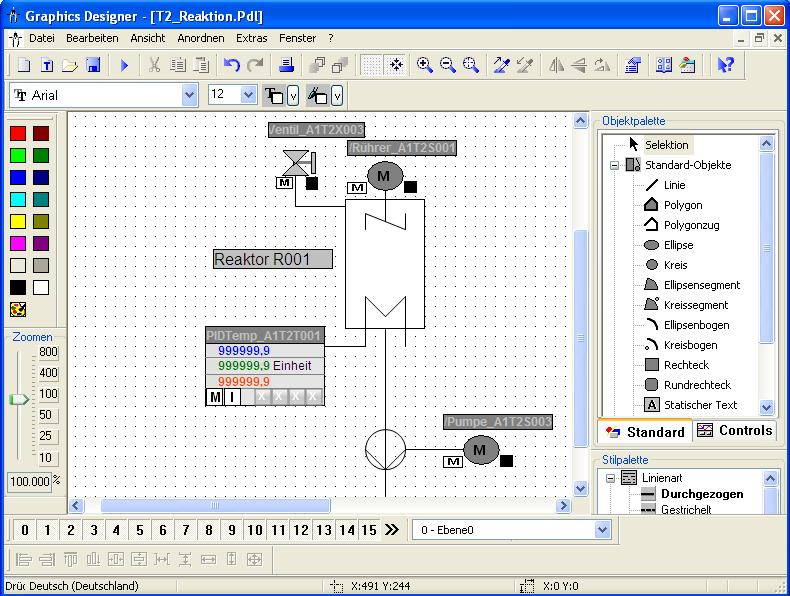 Graphics Designer - [T2_Reaktion.Pdl]
Datei Bearbeiten Ansicht Anordnen Extras Fenster ?
Arial 12
Ventil_A1T2X003
/Rührer_A1T2S001
M
M
M
Reaktor R001
PIDTemp_A1T2T001
999999,9
999999,9 Einheit
999999,9
M I X X X X
/Pumpe_A1T2S003
M
M
Zoomen
800
400
100
50
25
10
100.000 %
Objektpalette
Selektion
Standard-Objekte
Linie
Polygon
Polygonzug
Ellipse
Kreis
Ellipsensegment
Kreissegment
Ellipsenbogen
Kreisbogen
Rechteck
Rundrechteck
A Statischer Text
Standard Controls
Stilpalette
Linienart
Durchgezogen
Gestrichelt
0 1 2 3 4 5 6 7 8 9 10 11 12 13 14 15 0 - Ebene0
Drüc Deutsch (Deutschland) X:491 Y:244 X:0 Y:0